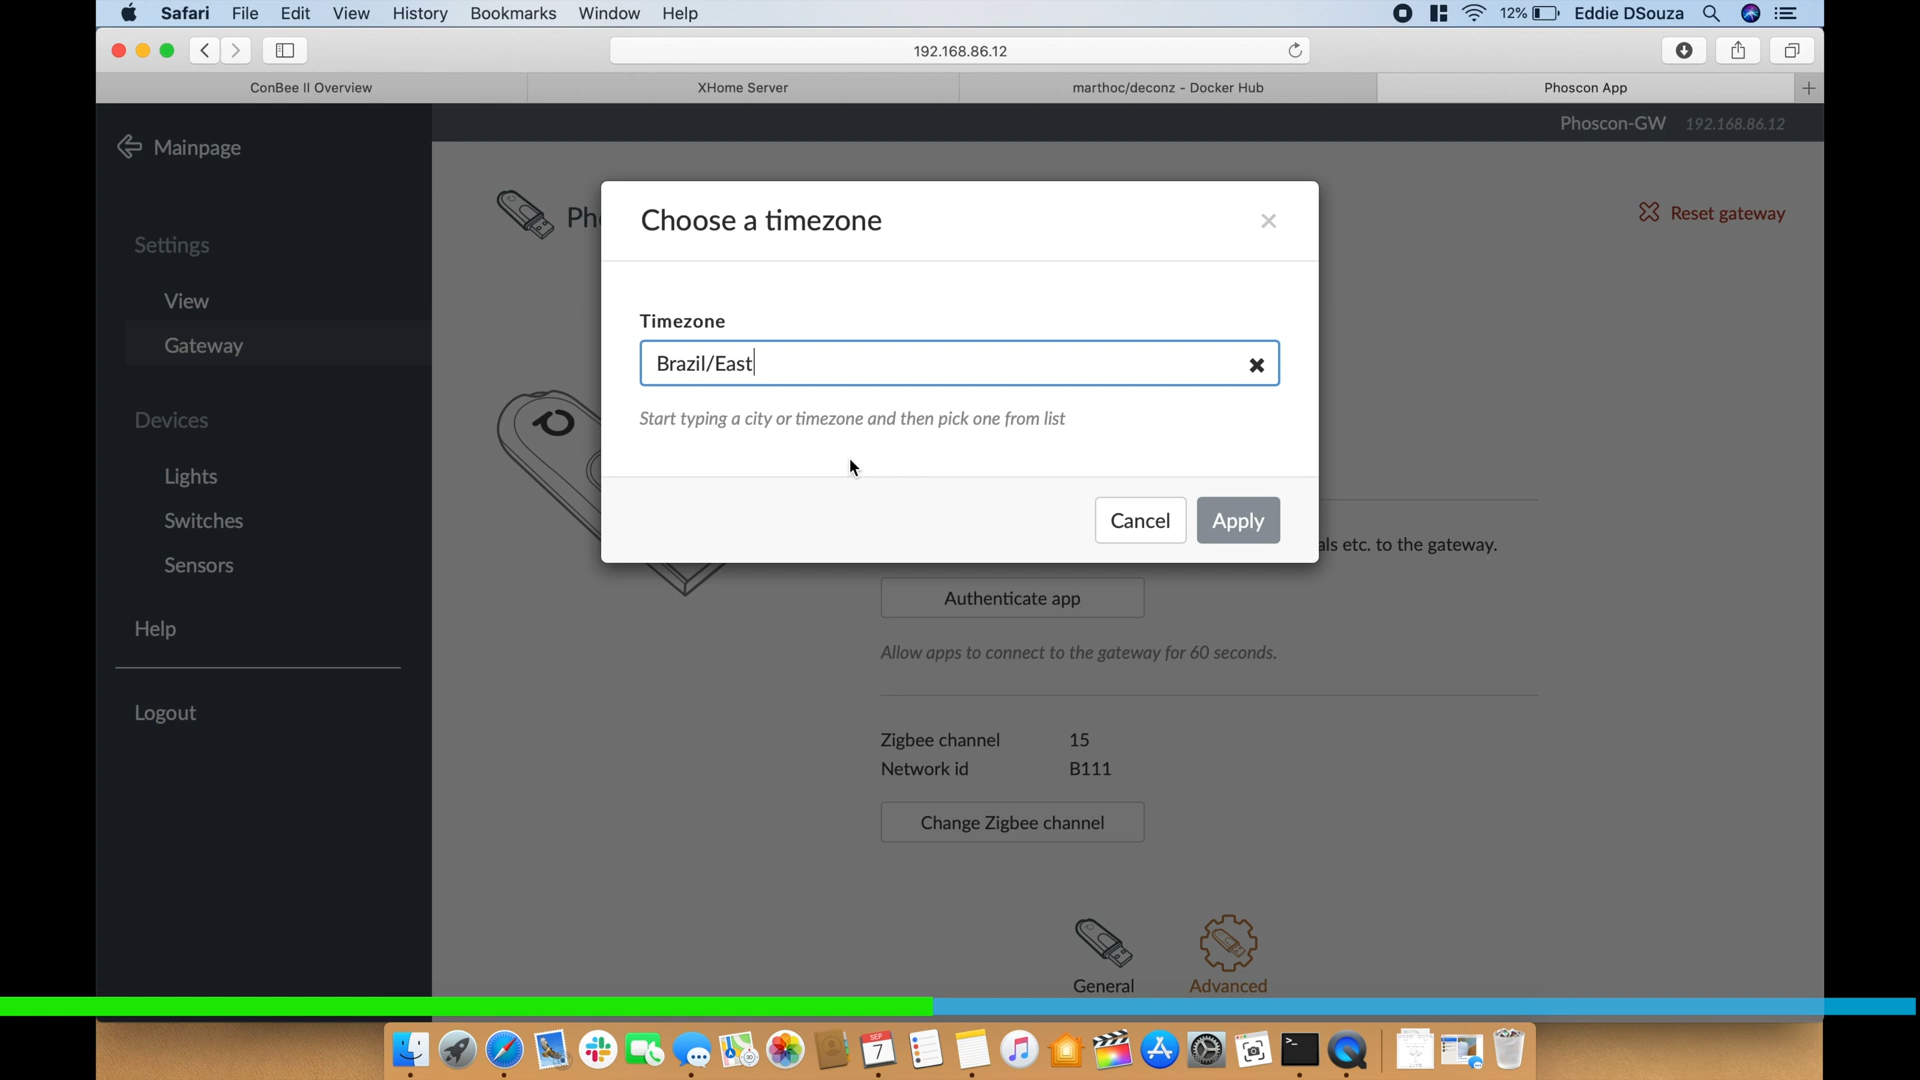 Safari File Edit View History Bookmarks Window Help 12% Eddie DSouza
192.168.86.12
ConBee II Overview XHome Server marthoc/deconz - Docker Hub Phoscon App
Mainpage
Phoscon-GW 192.168.86.12
Settings
View
Gateway
Devices
Lights
Switches
Sensors
Help
Logout
Reset gateway
Choose a timezone
Timezone
Brazil/East
Start typing a city or timezone and then pick one from list
Cancel Apply
als etc. to the gateway.
Authenticate app
Allow apps to connect to the gateway for 60 seconds.
Zigbee channel 15
Network id B111
Change Zigbee channel
General Advanced
SEP
7